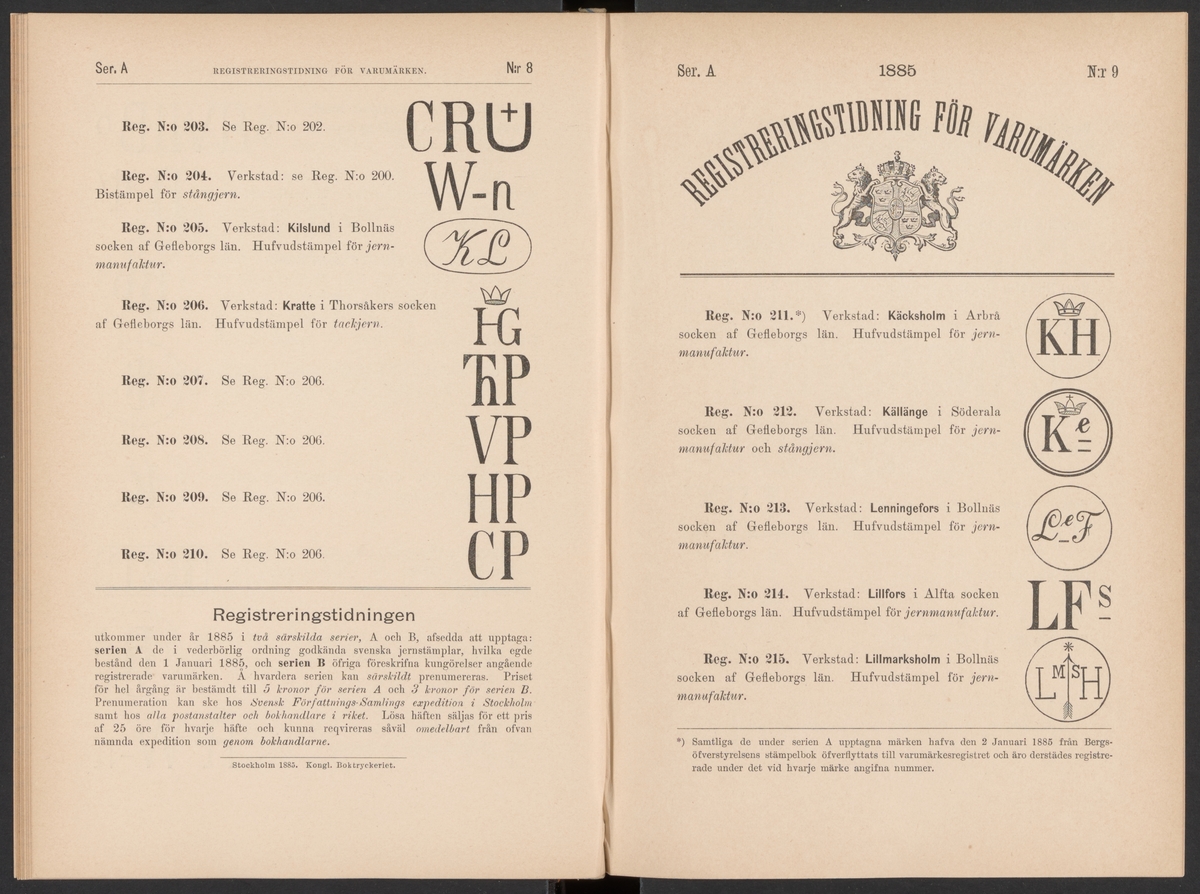 Ser. A REGISTRERINGSTIDNING FÖR VARUMÄRKEN. N:r 8
Reg. N:o 203. Se Reg. N:o 202.
CRU
Reg. N:o 204. Verkstad: se Reg. N:o 200.
Bistämpel för stångjern.
W-n
Reg. N:o 205. Verkstad: Kilslund i Bollnäs
socken af Gefleborgs län. Hufvudstämpel för jern-
manufaktur.
KL
Reg. N:o 206. Verkstad: Kratte i Thorsåkers socken
af Gefleborgs län. Hufvudstämpel för tackjern.
HG
Reg. N:o 207. Se Reg. N:o 206.
ħP
Reg. N:o 208. Se Reg. N:o 206.
VP
Reg. N:o 209. Se Reg. N:o 206.
HP
Reg. N:o 210. Se Reg. N:o 206.
CP
Registreringstidningen
utkommer under år 1885 i två särskilda serier, A och B, afsedda att upptaga:
serien A de i vederbörlig ordning godkända svenska jernstämplar, hvilka egde
bestånd den 1 Januari 1885, och serien B öfriga föreskrifna kungörelser angående
registrerade varumärken. Å hvardera serien kan särskildt prenumereras. Priset
för hel årgång är bestämdt till 5 kronor för serien A och 3 kronor för serien B.
Prenumeration kan ske hos Svensk Författnings-Samlings expedition i Stockholm
samt hos alla postanstalter och bokhandlare i riket. Lösa häften säljas för ett pris
af 25 öre för hvarje häfte och kunna reqvireras såväl omedelbart från ofvan
nämnda expedition som genom bokhandlarne.
Stockholm 1885. Kongl. Boktryckeriet.
Ser. A 1885 N:r 9
REGISTRERINGSTIDNING FÖR VARUMÄRKEN
Reg. N:o 211.*) Verkstad: Käcksholm i Arbrå
socken af Gefleborgs län. Hufvudstämpel för jern-
manufaktur.
KH
Reg. N:o 212. Verkstad: Källänge i Söderala
socken af Gefleborgs län. Hufvudstämpel för jern-
manufaktur och stångjern.
Ke
Reg. N:o 213. Verkstad: Lenningefors i Bollnäs
socken af Gefleborgs län. Hufvudstämpel för jern-
manufaktur.
LeF
Reg. N:o 214. Verkstad: Lillfors i Alfta socken
af Gefleborgs län. Hufvudstämpel för jernmanufaktur.
LFs
Reg. N:o 215. Verkstad: Lillmarksholm i Bollnäs
socken af Gefleborgs län. Hufvudstämpel för jern-
manufaktur.
LMSH
*) Samtliga de under serien A upptagna märken hafva den 2 Januari 1885 från Bergs-
öfverstyrelsens stämpelbok öfverflyttats till varumärkesregistret och äro derstädes registre-
rade under det vid hvarje märke angifna nummer.